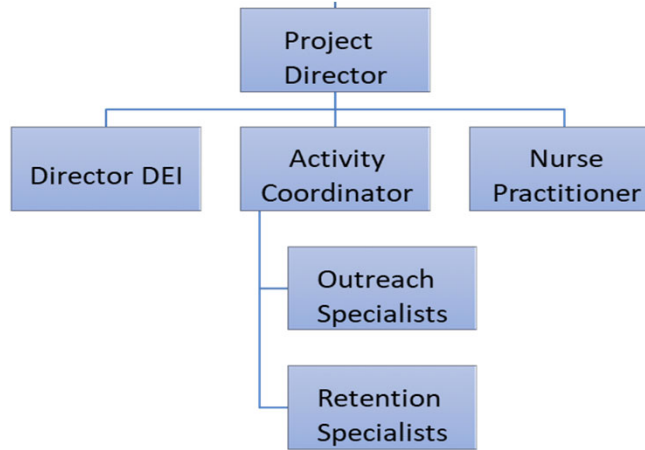 Project
Director
Director DEI
Activity
Coordinator
Nurse
Practitioner
Outreach
Specialists
Retention
Specialists